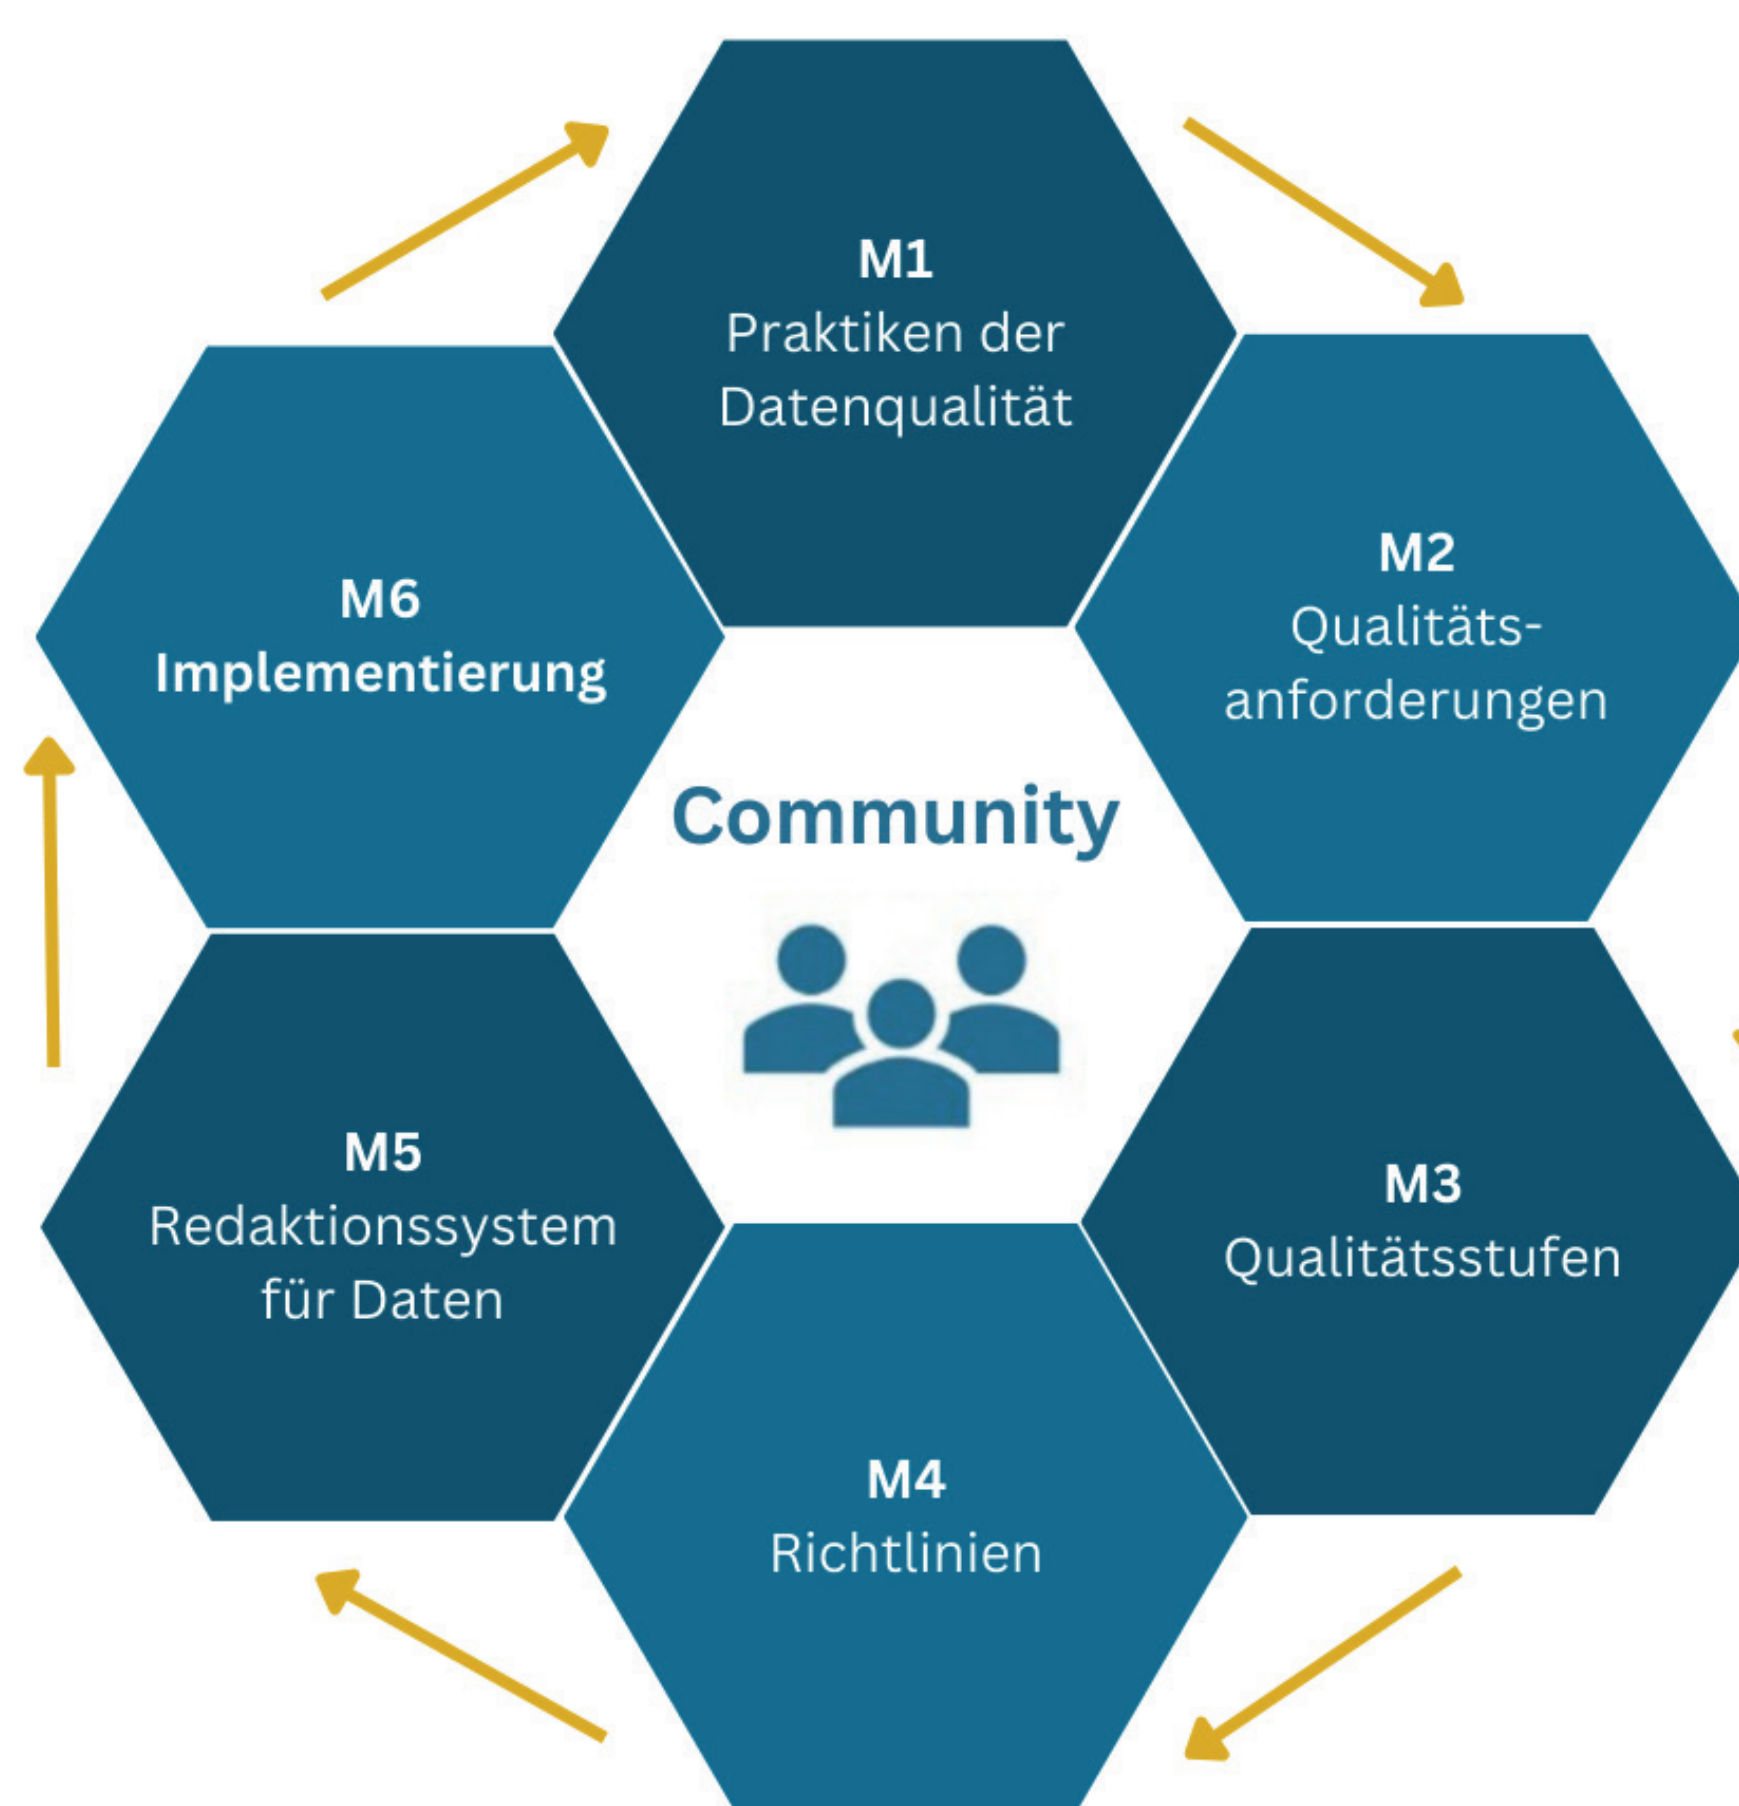 M1
Praktiken der
Datenqualität
M2
Qualitäts-
anforderungen
M3
Qualitätsstufen
M4
Richtlinien
M5
Redaktionssystem
für Daten
M6
Implementierung
Community